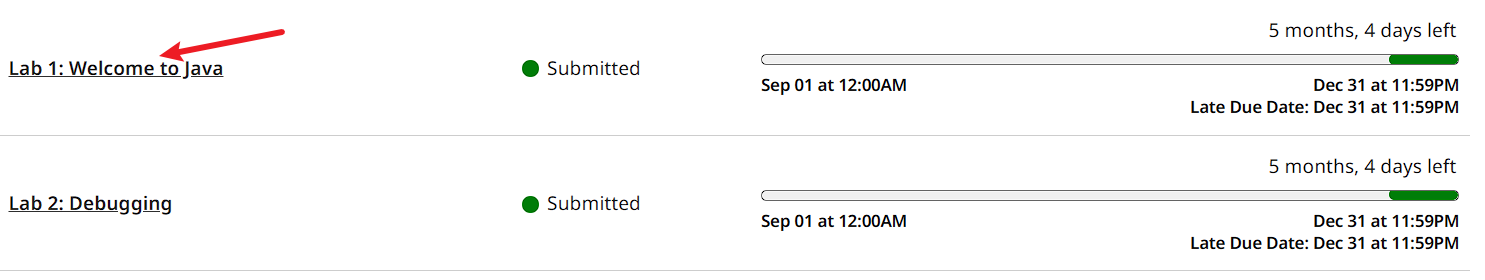 5 months, 4 days left
Lab 1: Welcome to Java
Submitted
Sep 01 at 12:00AM
Dec 31 at 11:59PM
Late Due Date: Dec 31 at 11:59PM
5 months, 4 days left
Lab 2: Debugging
Submitted
Sep 01 at 12:00AM
Dec 31 at 11:59PM
Late Due Date: Dec 31 at 11:59PM